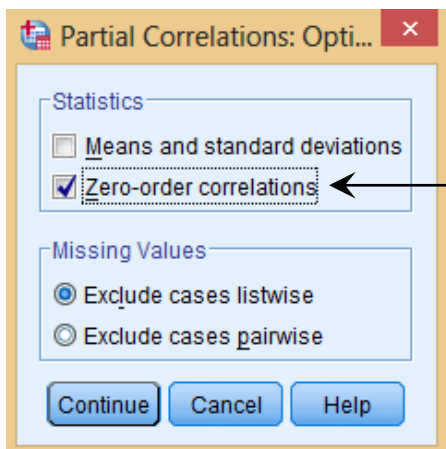 Partial Correlations: Opti...
Statistics
Means and standard deviations
Zero-order correlations
Missing Values
Exclude cases listwise
Exclude cases pairwise
Continue Cancel Help